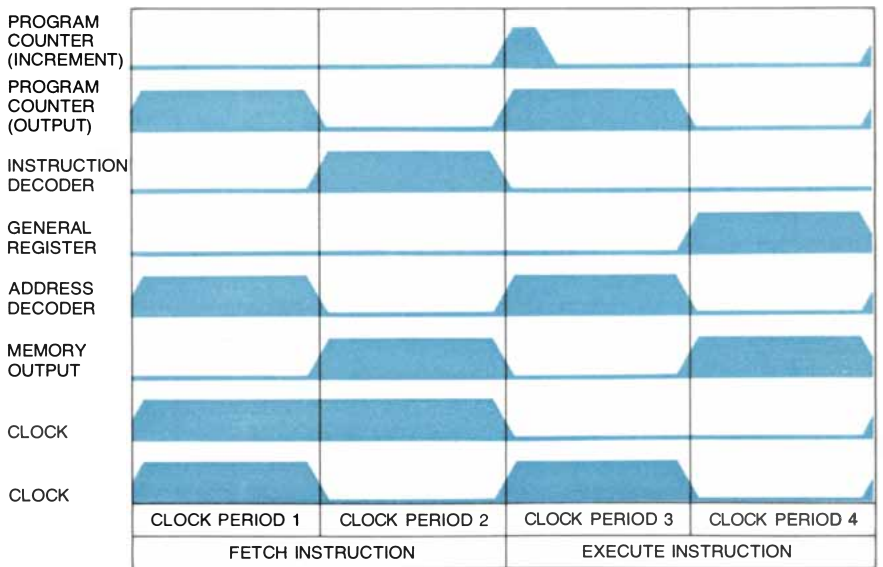 PROGRAM
COUNTER
(INCREMENT)
PROGRAM
COUNTER
(OUTPUT)
INSTRUCTION
DECODER
GENERAL
REGISTER
ADDRESS
DECODER
MEMORY
OUTPUT
CLOCK
CLOCK
CLOCK PERIOD 1 CLOCK PERIOD 2 CLOCK PERIOD 3 CLOCK PERIOD 4
FETCH INSTRUCTION EXECUTE INSTRUCTION